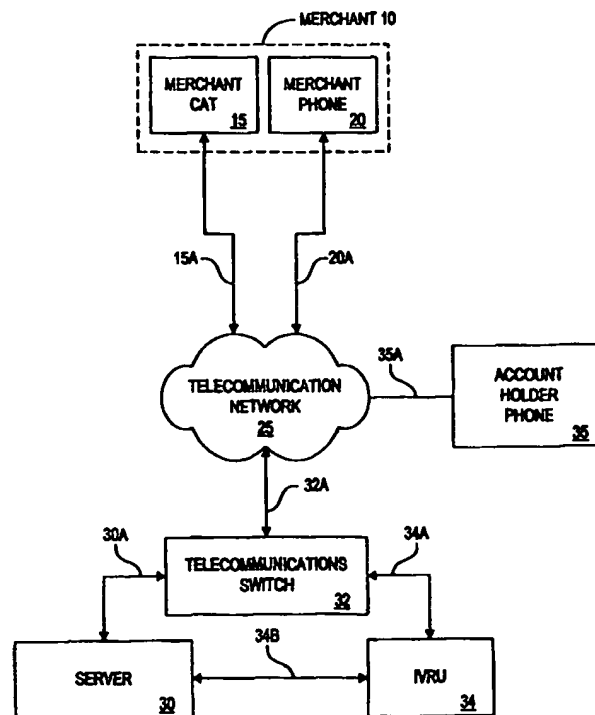 MERCHANT 10
MERCHANT
CAT
15
MERCHANT
PHONE
20
15A
20A
TELECOMMUNICATION
NETWORK
25
35A
ACCOUNT
HOLDER
PHONE
35
32A
30A
TELECOMMUNICATIONS
SWITCH
32
34A
34B
SERVER
30
IVRU
34